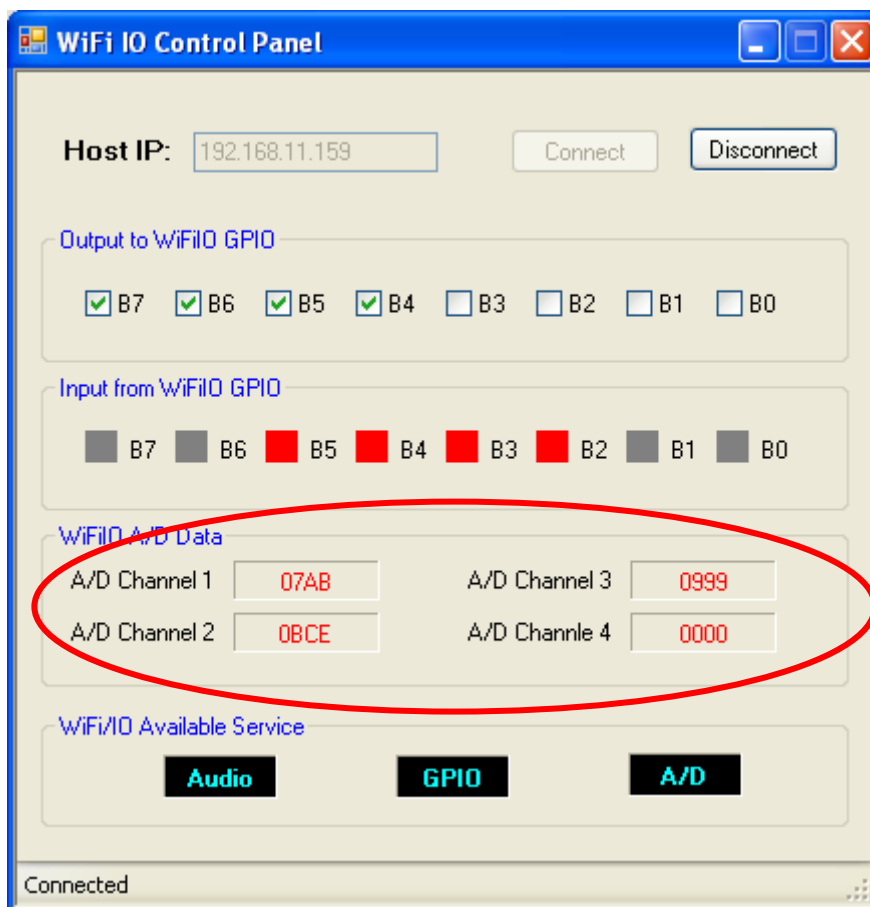 WiFi IO Control Panel
Host IP: 192.168.11.159 Connect Disconnect
Output to WiFiIO GPIO
B7 B6 B5 B4 B3 B2 B1 B0
Input from WiFiIO GPIO
B7 B6 B5 B4 B3 B2 B1 B0
WiFiIO A/D Data
A/D Channel 1 07AB A/D Channel 3 0999
A/D Channel 2 0BCE A/D Channle 4 0000
WiFi/IO Available Service
Audio GPIO A/D
Connected